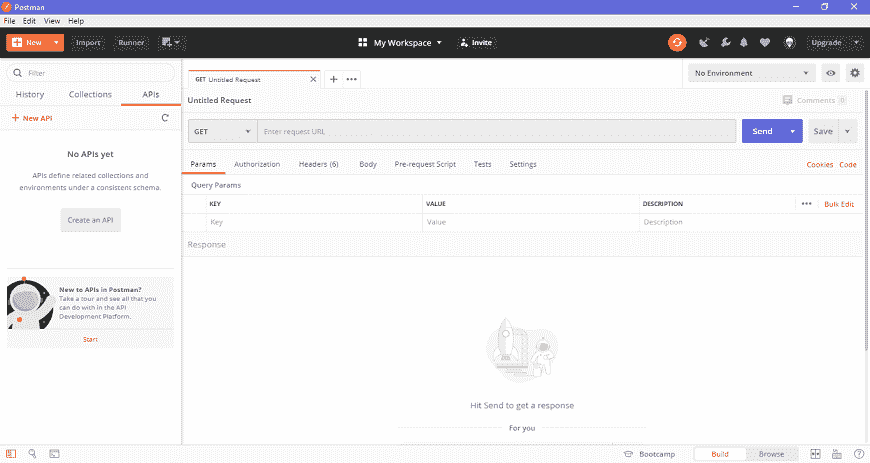 Postman
File Edit View Help
New Import Runner My Workspace Invite Upgrade
Filter
History Collections APIs
New API
No APIs yet
APIs define related collections and
environments under a consistent schema.
Create an API
New to APIs in Postman?
Take a tour and see all that you
can do with in the API
Development Platform.
Start
GET Untitled Request
No Environment
Untitled Request
Comments 0
GET Enter request URL Send Save
Params Authorization Headers (6) Body Pre-request Script Tests Settings Cookies Code
Query Params
KEY VALUE DESCRIPTION Bulk Edit
Key Value Description
Response
Hit Send to get a response
For you
Bootcamp Build Browse